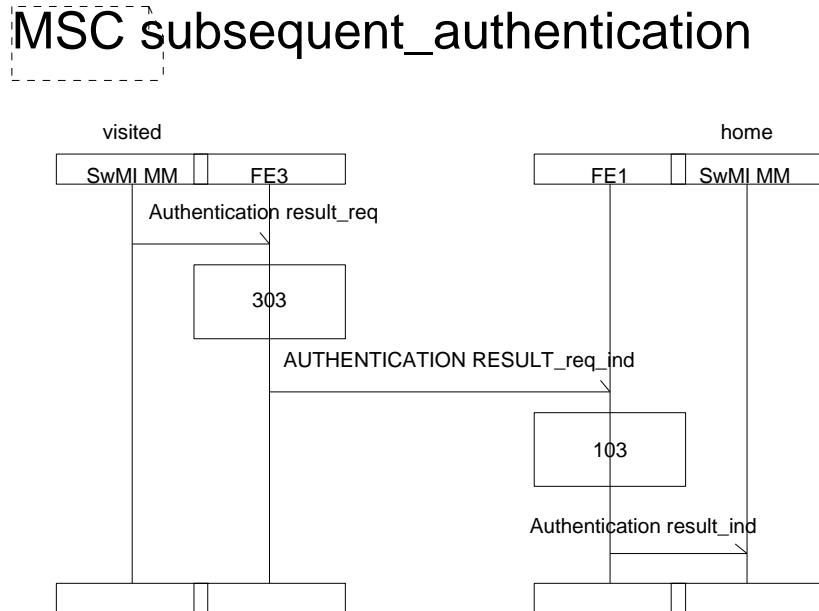 MSC subsequent_authentication
visited home
SwMI MM FE3 FE1 SwMI MM
Authentication result_req
303
AUTHENTICATION RESULT_req_ind
103
Authentication result_ind